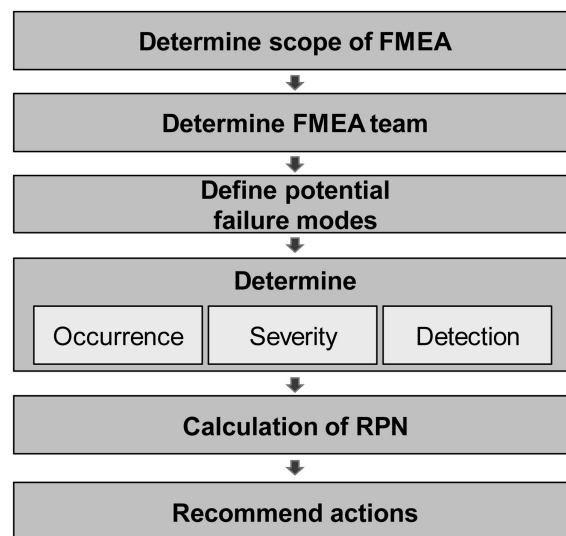 Determine scope of FMEA
Determine FMEA team
Define potential
failure modes
Determine
Occurrence
Severity
Detection
Calculation of RPN
Recommend actions